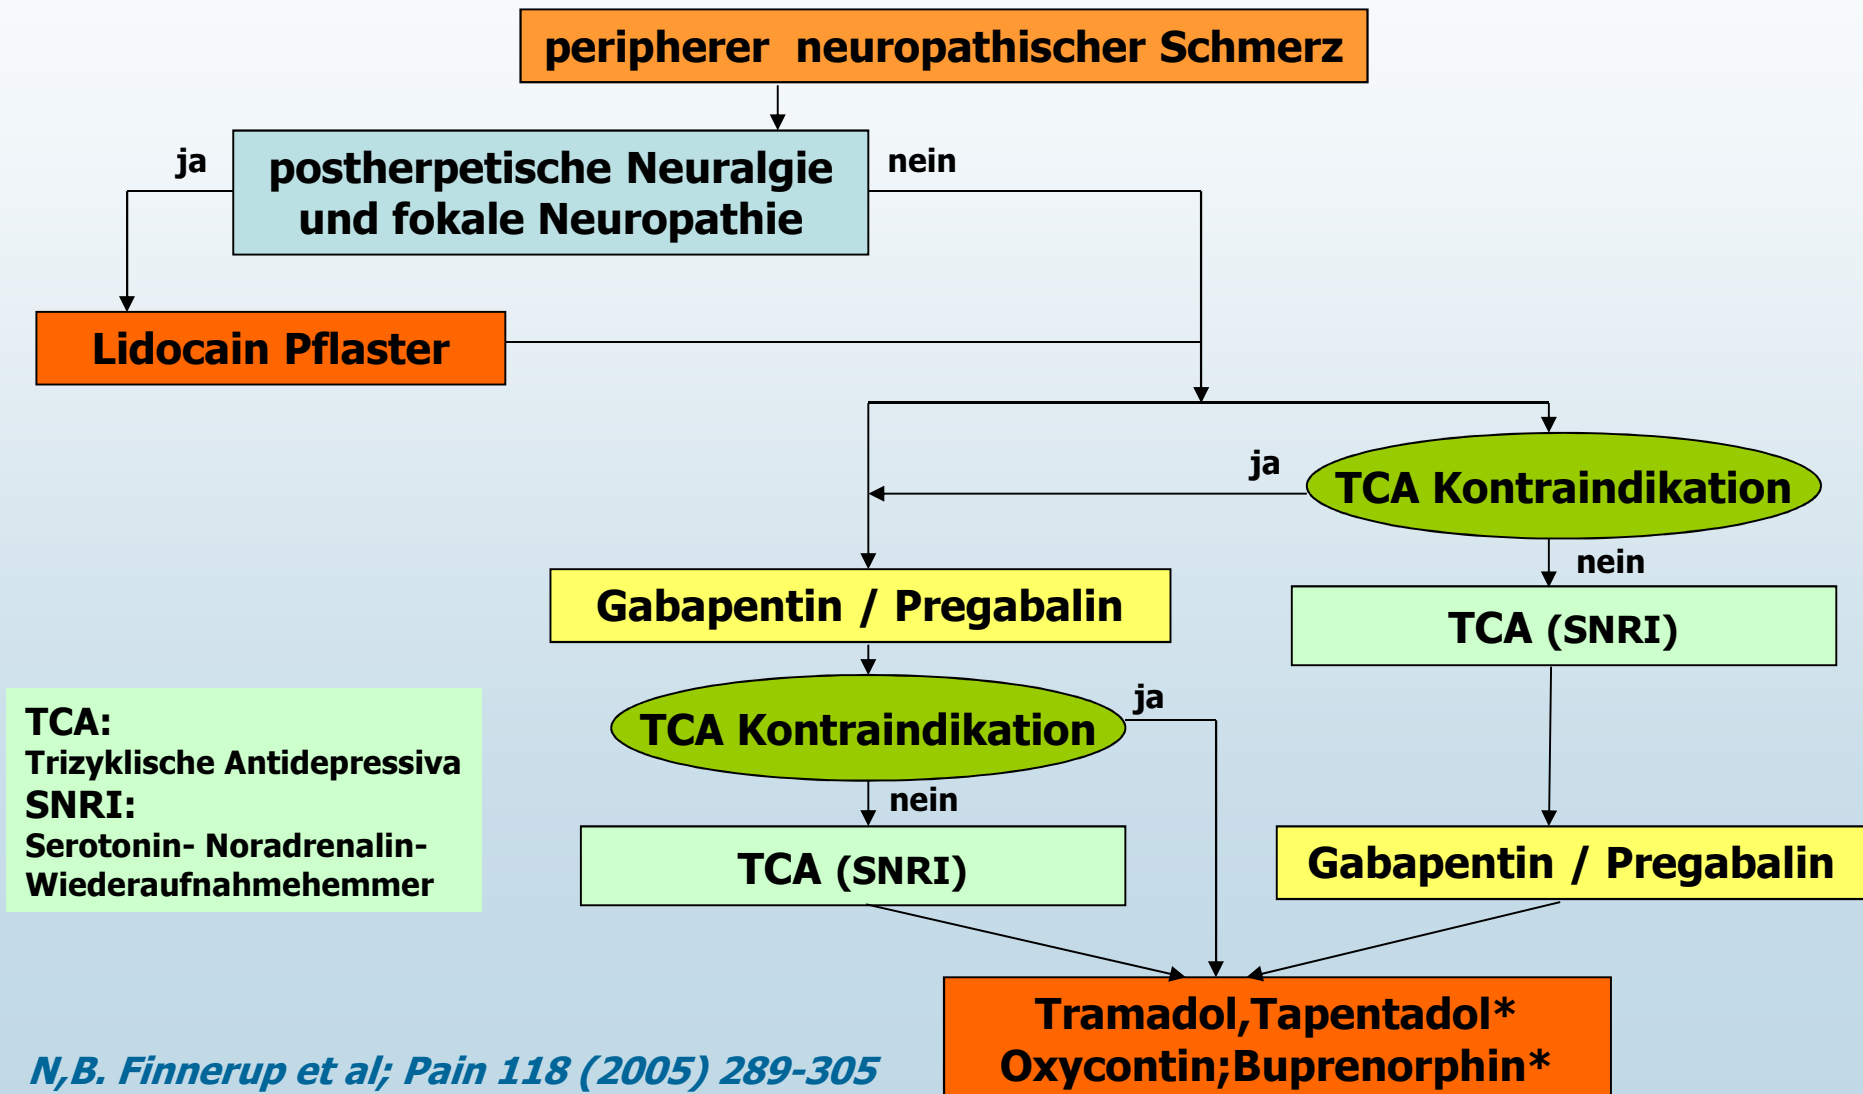 peripherer neuropathischer Schmerz
ja
postherpetische Neuralgie
und fokale Neuropathie
nein
Lidocain Pflaster
ja
TCA Kontraindikation
nein
Gabapentin / Pregabalin
TCA (SNRI)
TCA:
Trizyklische Antidepressiva
SNRI:
Serotonin- Noradrenalin-
Wiederaufnahmehemmer
TCA Kontraindikation
ja
nein
TCA (SNRI)
Gabapentin / Pregabalin
Tramadol,Tapentadol*
Oxycontin;Buprenorphin*
N,B. Finnerup et al; Pain 118 (2005) 289-305